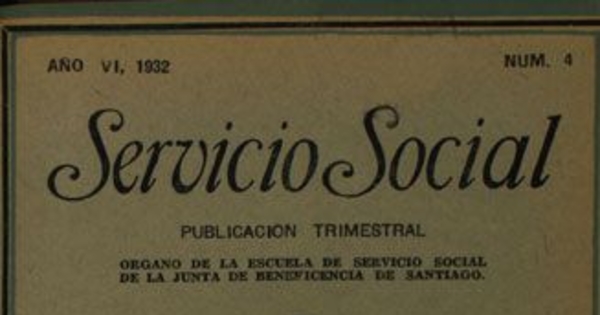 AÑO VI, 1932 NUM. 4
Servicio Social
PUBLICACION TRIMESTRAL
ORGANO DE LA ESCUELA DE SERVICIO SOCIAL
DE LA JUNTA DE BENEFICENCIA DE SANTIAGO.